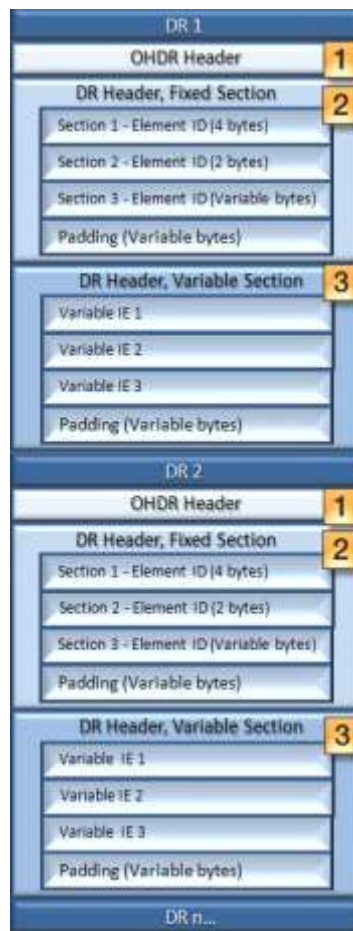 DR 1
OHDR Header
1
DR Header, Fixed Section
2
Section 1 - Element ID (4 bytes)
Section 2 - Element ID (2 bytes)
Section 3 - Element ID (Variable bytes)
Padding (Variable bytes)
DR Header, Variable Section
3
Variable IE 1
Variable IE 2
Variable IE 3
Padding (Variable bytes)
DR 2
OHDR Header
1
DR Header, Fixed Section
2
Section 1 - Element ID (4 bytes)
Section 2 - Element ID (2 bytes)
Section 3 - Element ID (Variable bytes)
Padding (Variable bytes)
DR Header, Variable Section
3
Variable IE 1
Variable IE 2
Variable IE 3
Padding (Variable bytes)
DR n...